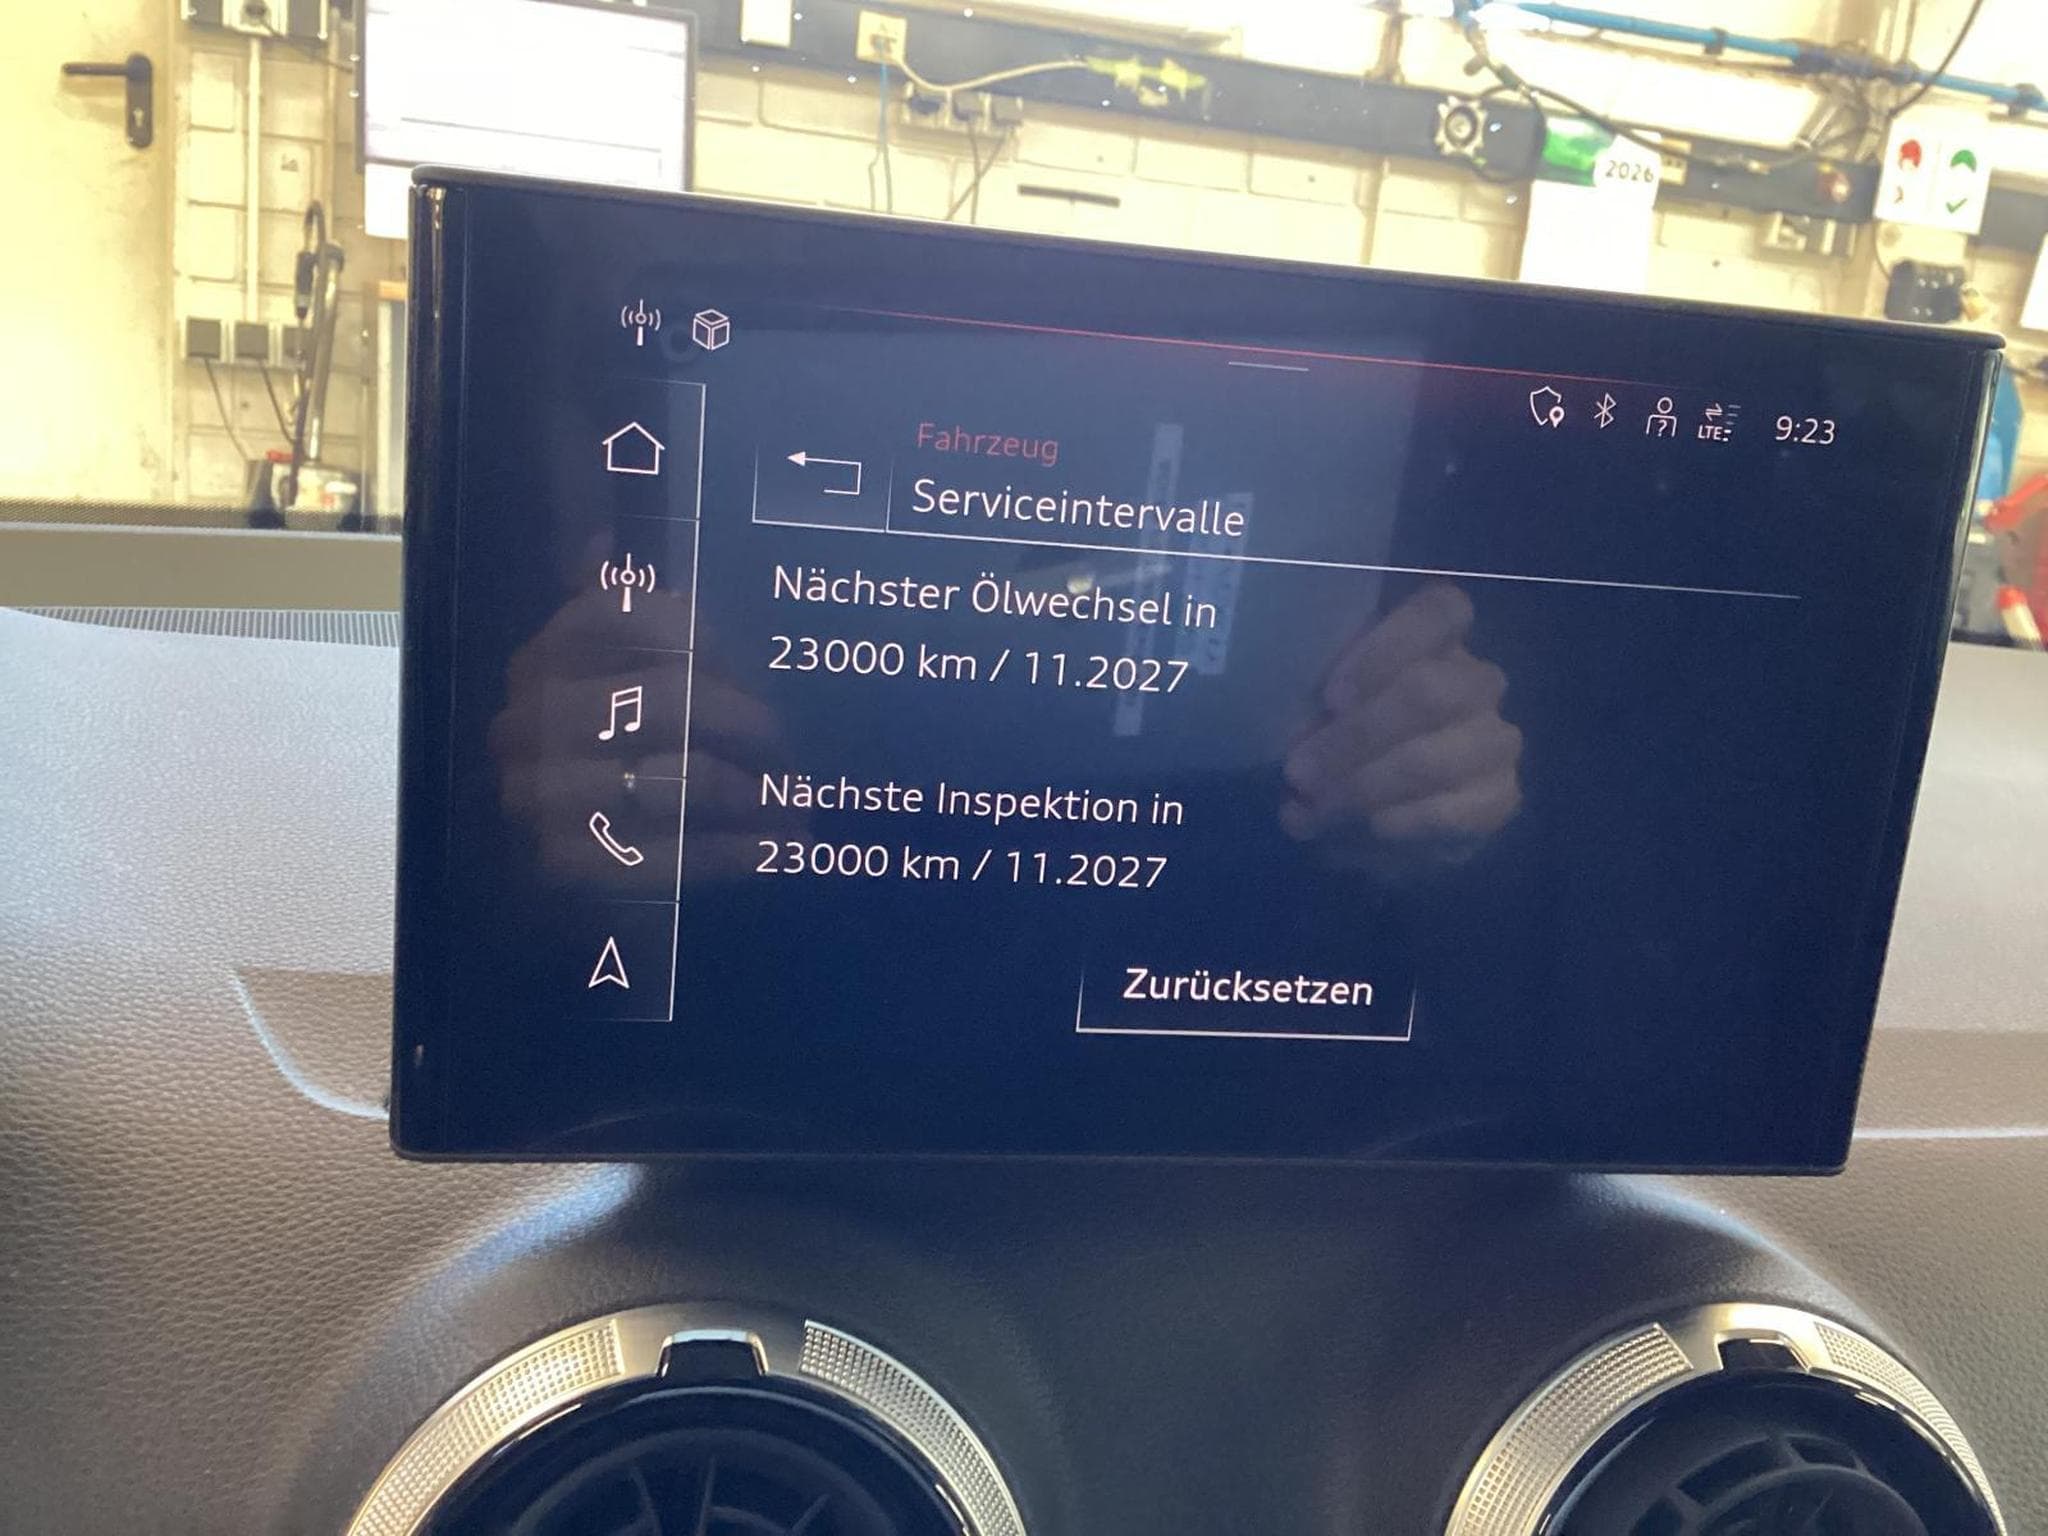 2026
LTE
9:23
Fahrzeug
Serviceintervalle
Nächster Ölwechsel in
23000 km / 11.2027
Nächste Inspektion in
23000 km / 11.2027
Zurücksetzen